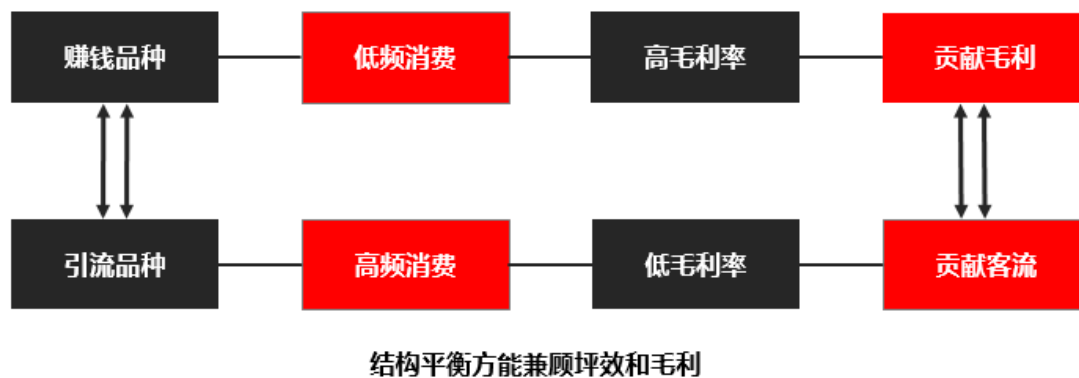 赚钱品种
低频消费
高毛利率
贡献毛利
引流品种
高频消费
低毛利率
贡献客流
结构平衡方能兼顾坪效和毛利